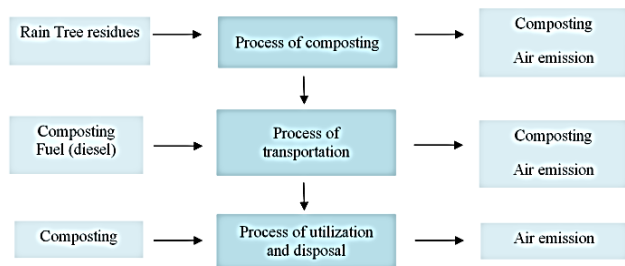 Rain Tree residues
Process of composting
Composting
Air emission
Composting
Fuel (diesel)
Process of
transportation
Composting
Air emission
Composting
Process of utilization
and disposal
Air emission